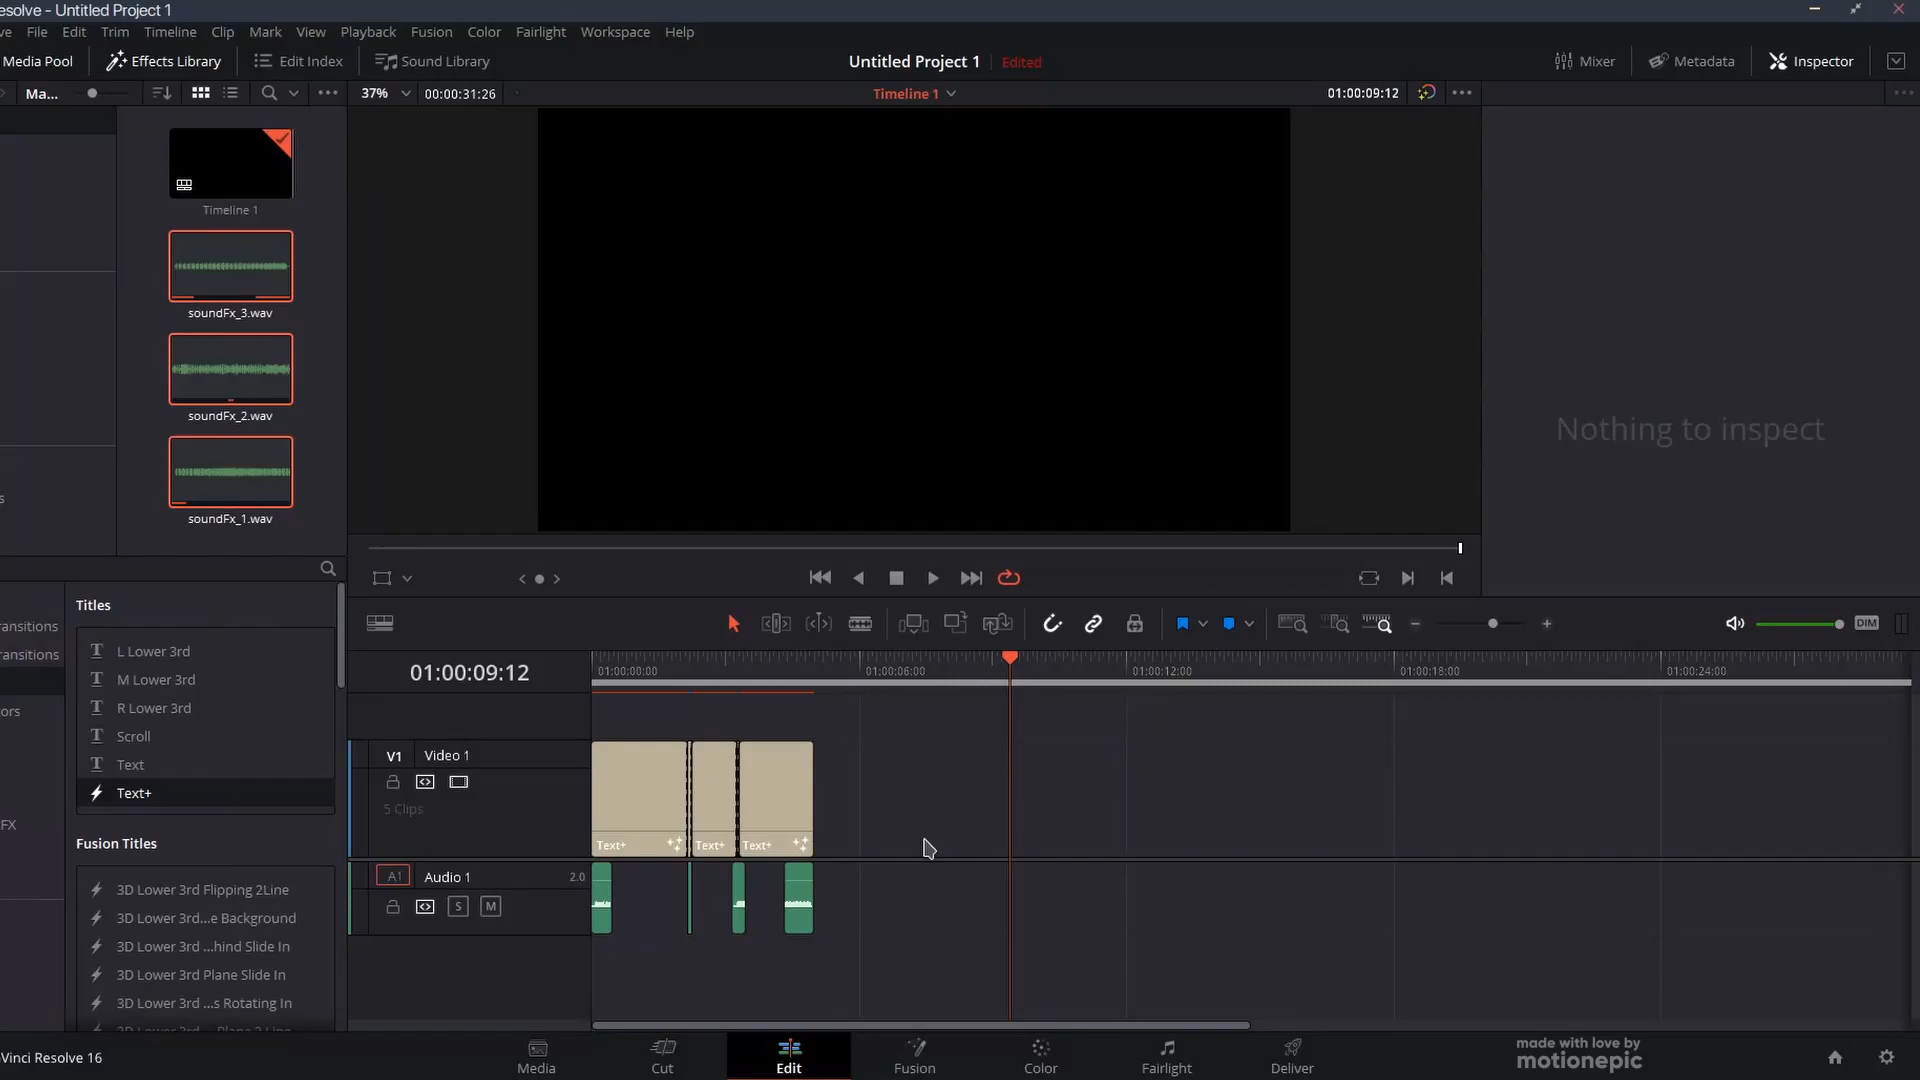 esolve - Untitled Project 1
ve File Edit Trim Timeline Clip Mark View Playback Fusion Color Fairlight Workspace Help
Media Pool Effects Library Edit Index Sound Library Untitled Project 1 Edited Mixer Metadata Inspector
Ma... 37% 00:00:31:26 Timeline 1 01:00:09:12
Timeline 1
soundFx_3.wav
soundFx_2.wav
soundFx_1.wav
Nothing to inspect
s
Titles
ransitions
ransitions
ors
FX
L Lower 3rd
M Lower 3rd
R Lower 3rd
Scroll
Text
Text+
Fusion Titles
3D Lower 3rd Flipping 2Line
3D Lower 3rd...e Background
3D Lower 3rd ...hind Slide In
3D Lower 3rd Plane Slide In
3D Lower 3rd ...s Rotating In
DIM
01:00:09:12 01:00:00:00 01:00:06:00 01:00:12:00 01:00:18:00 01:00:24:00
V1 Video 1
5 Clips
Text+ Text+ Text+
A1 Audio 1 2.0
S M
aVinci Resolve 16
Media Cut Edit Fusion Color Fairlight Deliver
made with love by
motionepic